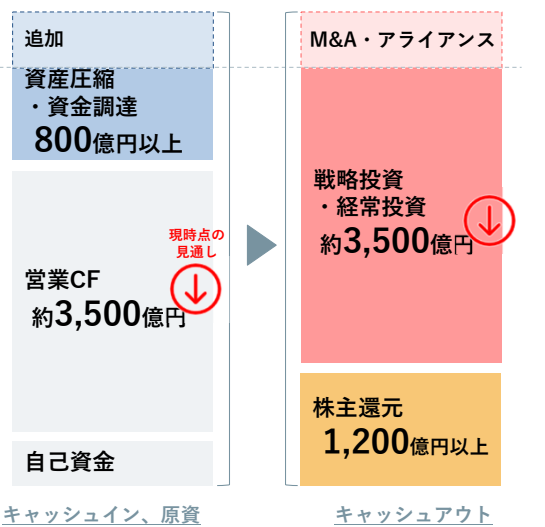 追加
資産圧縮
・資金調達
800億円以上
現時点の
見通し
営業CF
約3,500億円
自己資金
キャッシュイン、原資
M&A・アライアンス
戦略投資
・経常投資
約3,500億円
株主還元
1,200億円以上
キャッシュアウト